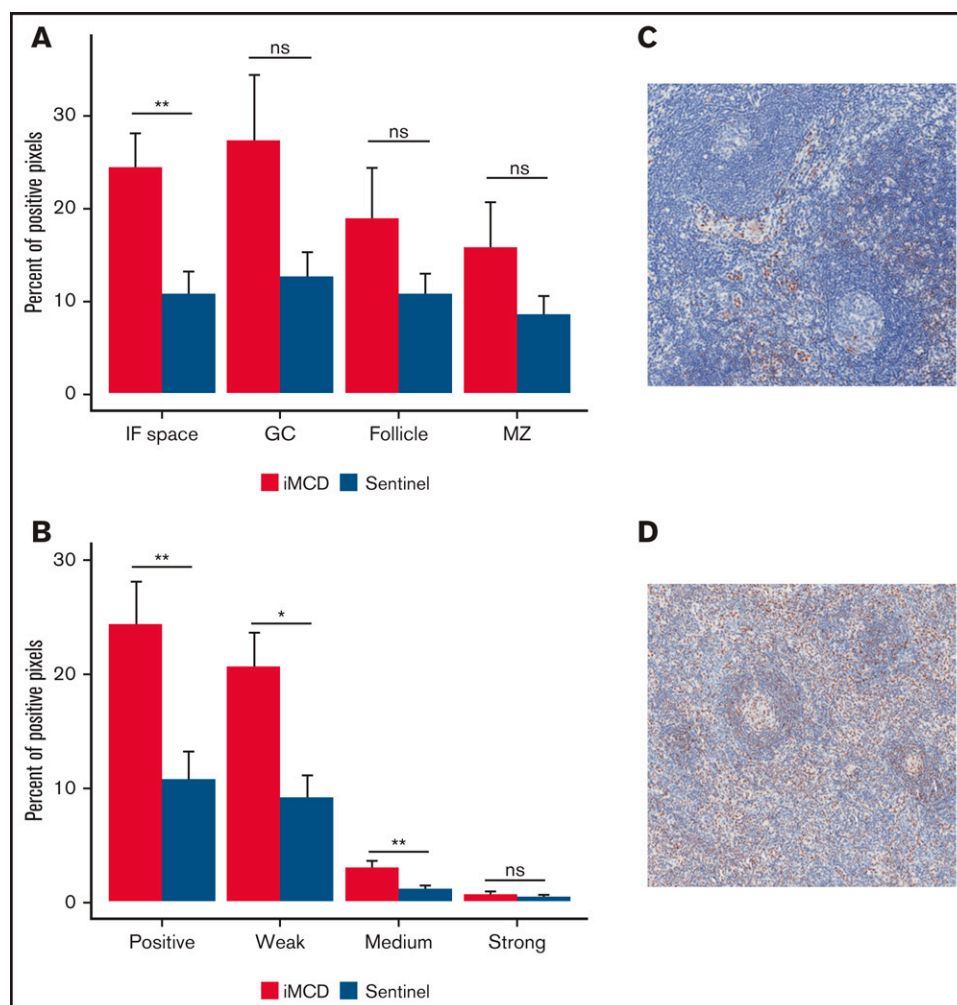 A
Percent of positive pixels
30
20
10
0
**
ns
ns
ns
IF space
GC
Follicle
MZ
iMCD
Sentinel
B
Percent of positive pixels
30
20
10
0
**
*
**
ns
Positive
Weak
Medium
Strong
iMCD
Sentinel
C
D